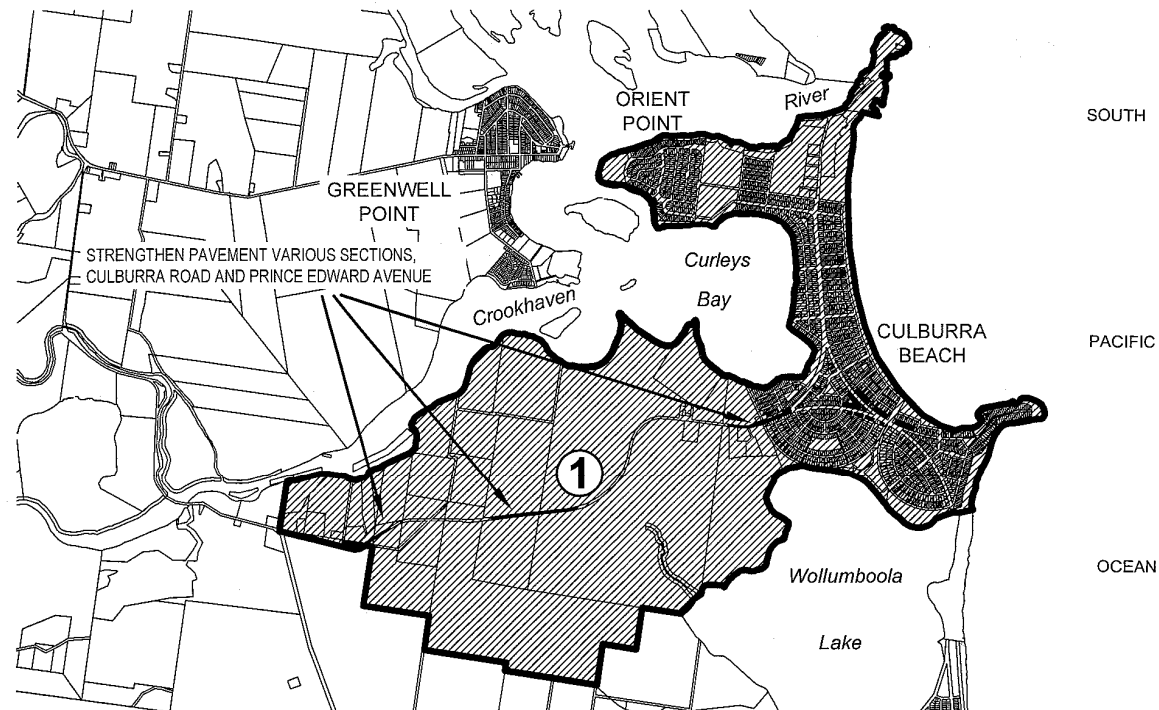 ORIENT
POINT
River
SOUTH
GREENWELL
POINT
STRENGTHEN PAVEMENT VARIOUS SECTIONS,
CULBURRA ROAD AND PRINCE EDWARD AVENUE
Curleys
Bay
Crookhaven
CULBURRA
BEACH
PACIFIC
1
Wollumboola
Lake
OCEAN